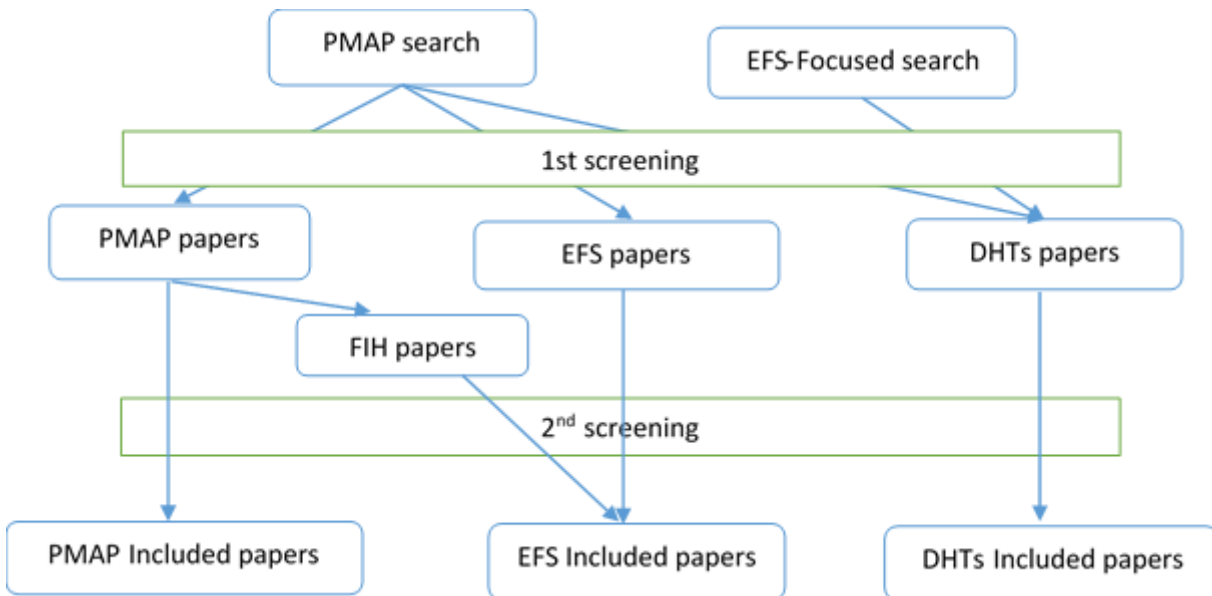 PMAP search
EFS-Focused search
1st screening
PMAP papers
EFS papers
DHTs papers
FIH papers
2nd screening
PMAP Included papers
EFS Included papers
DHTs Included papers